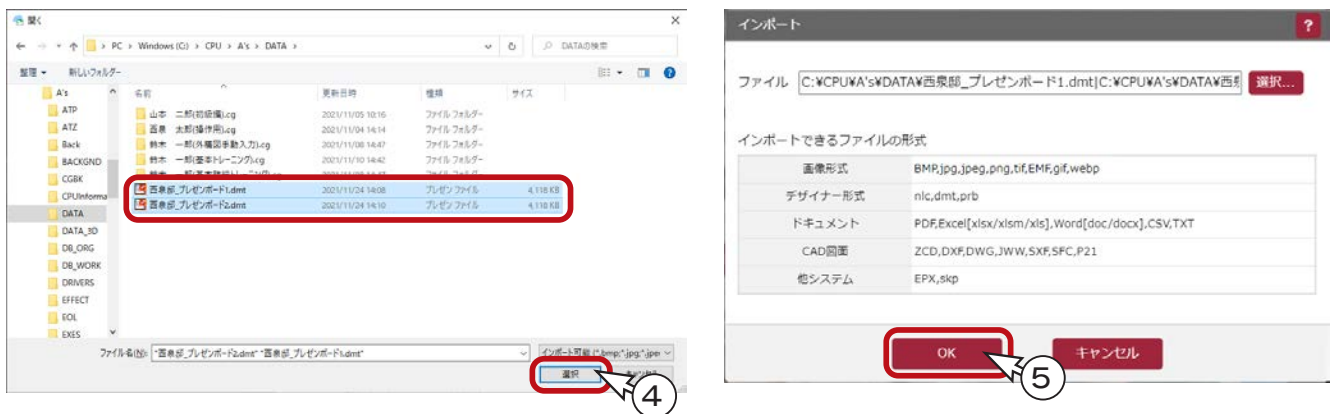 開く
PC > Windows (C:) > CPU > A's > DATA >
DATAの検索
整理 新しいフォルダー
A's
ATP
ATZ
Back
BACKGND
CGBK
CPUInforma
DATA
DATA_3D
DB_ORG
DB_WORK
DRIVERS
EFFECT
EOL
EXES
名前 更新日時 種類 サイズ
山本 二郎(初級編).cg 2021/11/05 10:16 ファイル フォルダー
西泉 太郎(操作用).cg 2021/11/04 14:14 ファイル フォルダー
鈴木 一郎(外構図手動入力).cg 2021/11/08 14:47 ファイル フォルダー
鈴木 一郎(基本トレーニング).cg 2021/11/10 14:42 ファイル フォルダー
西泉邸_プレゼンボード1.dmt 2021/11/24 14:08 プレゼン ファイル 4,118 KB
西泉邸_プレゼンボード2.dmt 2021/11/24 14:10 プレゼン ファイル 4,118 KB
ファイル名(N): "西泉邸_プレゼンボード2.dmt" "西泉邸_プレゼンボード1.dmt"
インポート可能 (*.bmp;*.jpg;*.jpe
選択
4
インポート ?
ファイル C:¥CPU¥A's¥DATA¥西泉邸_プレゼンボード1.dmt|C:¥CPU¥A's¥DATA¥西泉 選択...
インポートできるファイルの形式
画像形式 BMP,jpg,jpeg,png,tif,EMF,gif,webp
デザイナー形式 nlc,dmt,prb
ドキュメント PDF,Excel[xlsx/xlsm/xls],Word[doc/docx],CSV,TXT
CAD図面 ZCD,DXF,DWG,JWW,SXF,SFC,P21
他システム EPX,skp
OK キャンセル
5